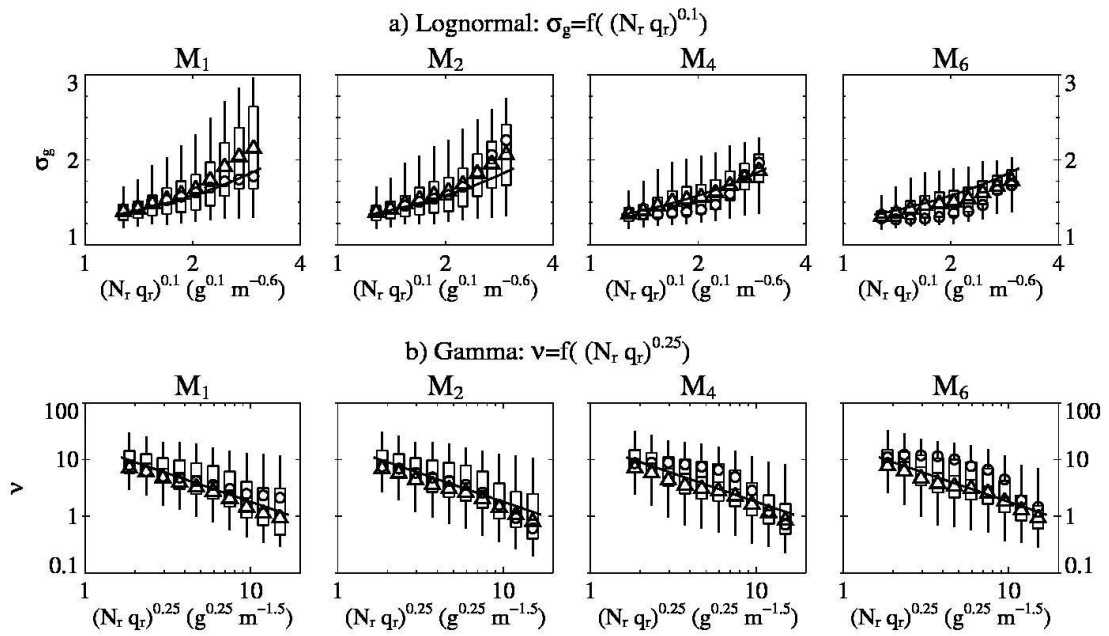 a) Lognormal: σg=f( (Nr qr)^0.1)
M1 M2 M4 M6
3 3
2 2
1 1
σg
1 2 4 1 2 4 1 2 4 1 2 4
(Nr qr)^0.1 (g^0.1 m^−0.6) (Nr qr)^0.1 (g^0.1 m^−0.6) (Nr qr)^0.1 (g^0.1 m^−0.6) (Nr qr)^0.1 (g^0.1 m^−0.6)
b) Gamma: ν=f( (Nr qr)^0.25)
M1 M2 M4 M6
100 100
10 10
ν
1 1
0.1 0.1
1 10 1 10 1 10 1 10
(Nr qr)^0.25 (g^0.25 m^−1.5) (Nr qr)^0.25 (g^0.25 m^−1.5) (Nr qr)^0.25 (g^0.25 m^−1.5) (Nr qr)^0.25 (g^0.25 m^−1.5)